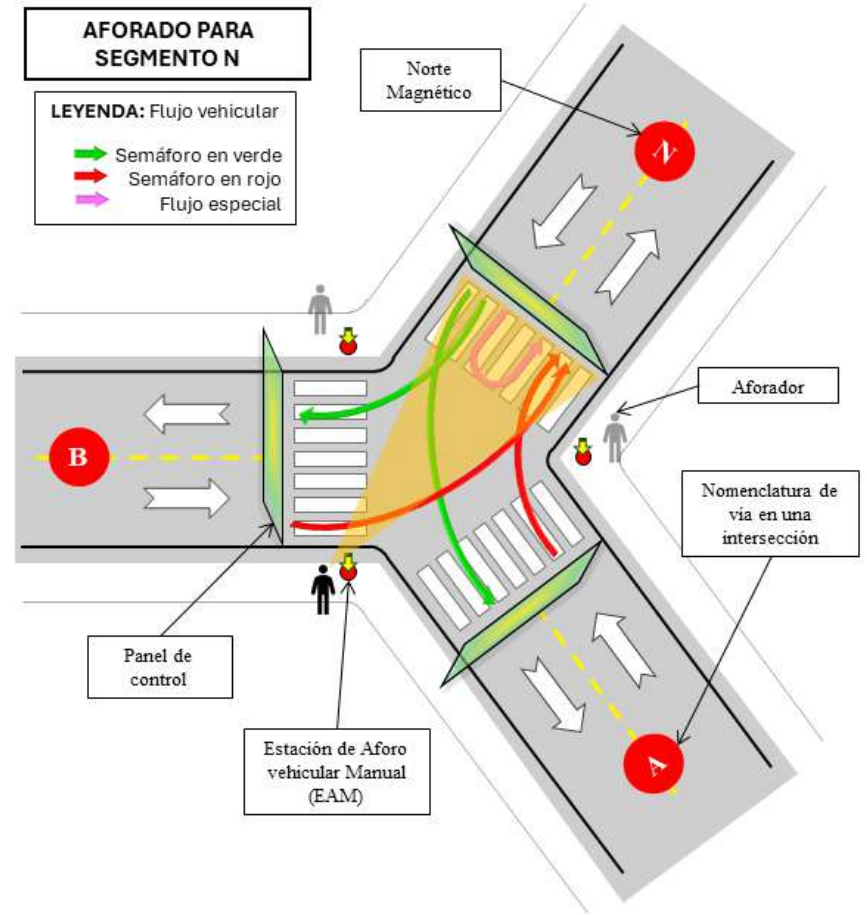 AFORADO PARA
SEGMENTO N
LEYENDA: Flujo vehicular
Semáforo en verde
Semáforo en rojo
Flujo especial
Norte
Magnético
N
Aforador
B
Nomenclatura de
vía en una
intersección
Panel de
control
Estación de Aforo
vehicular Manual
(EAM)
A